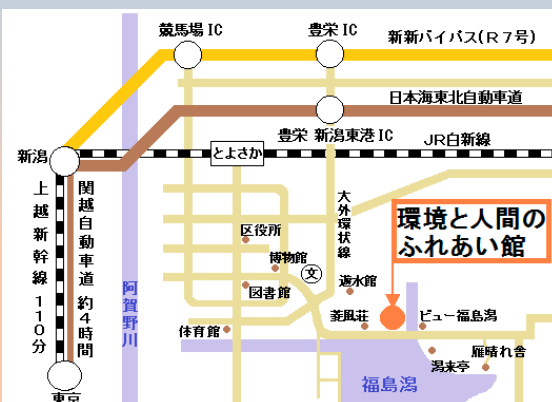 競馬場IC
豊栄IC
新新バイパス(R7号)
日本海東北自動車道
豊栄 新潟東港IC
JR白新線
新潟
とよさか
上越新幹線 110分
関越自動車道 約4時間
阿賀野川
大外環状線
環境と人間の
ふれあい館
区役所
博物館
文
図書館
遊水館
菱風荘
ビュー福島潟
体育館
潟来亭
雁晴れ舎
福島潟
東京